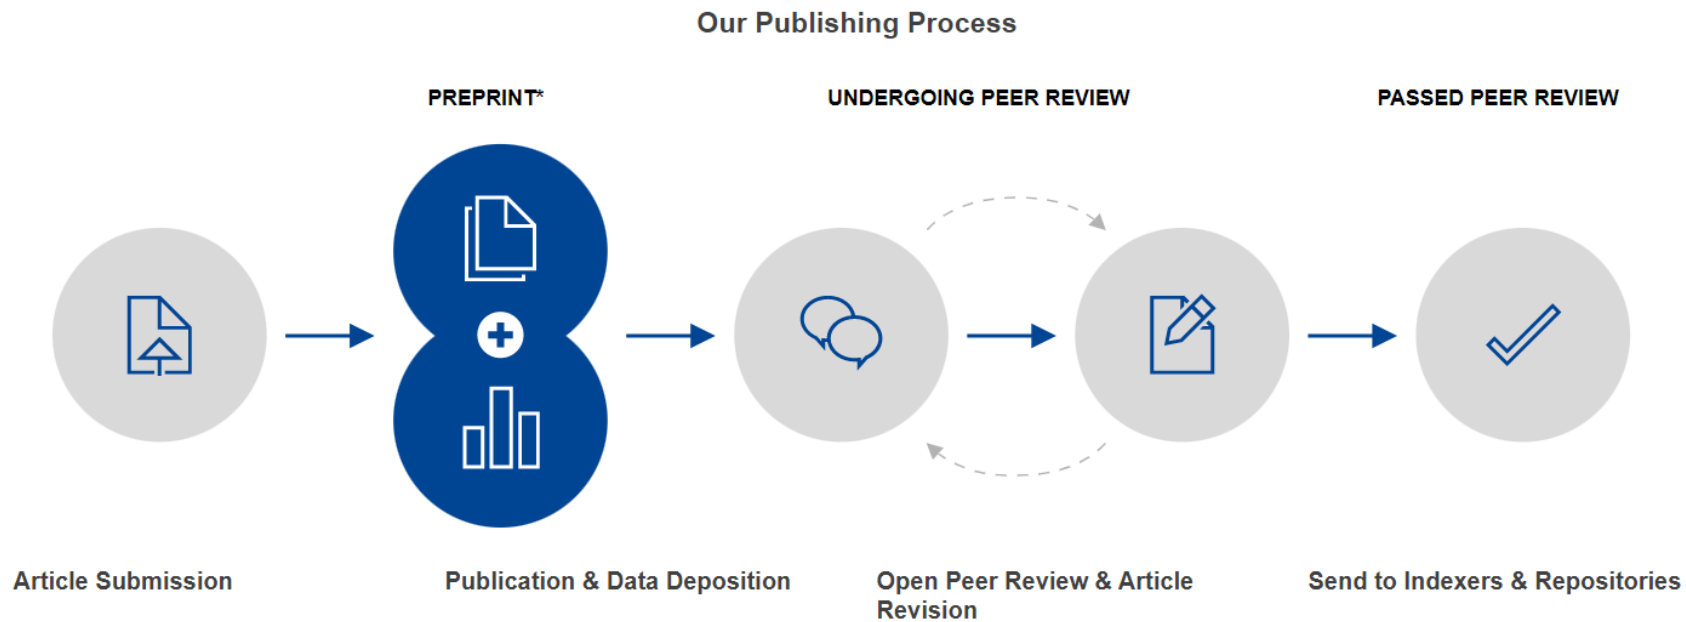 Our Publishing Process
PREPRINT*
UNDERGOING PEER REVIEW
PASSED PEER REVIEW
Article Submission
Publication & Data Deposition
Open Peer Review & Article
Revision
Send to Indexers & Repositories